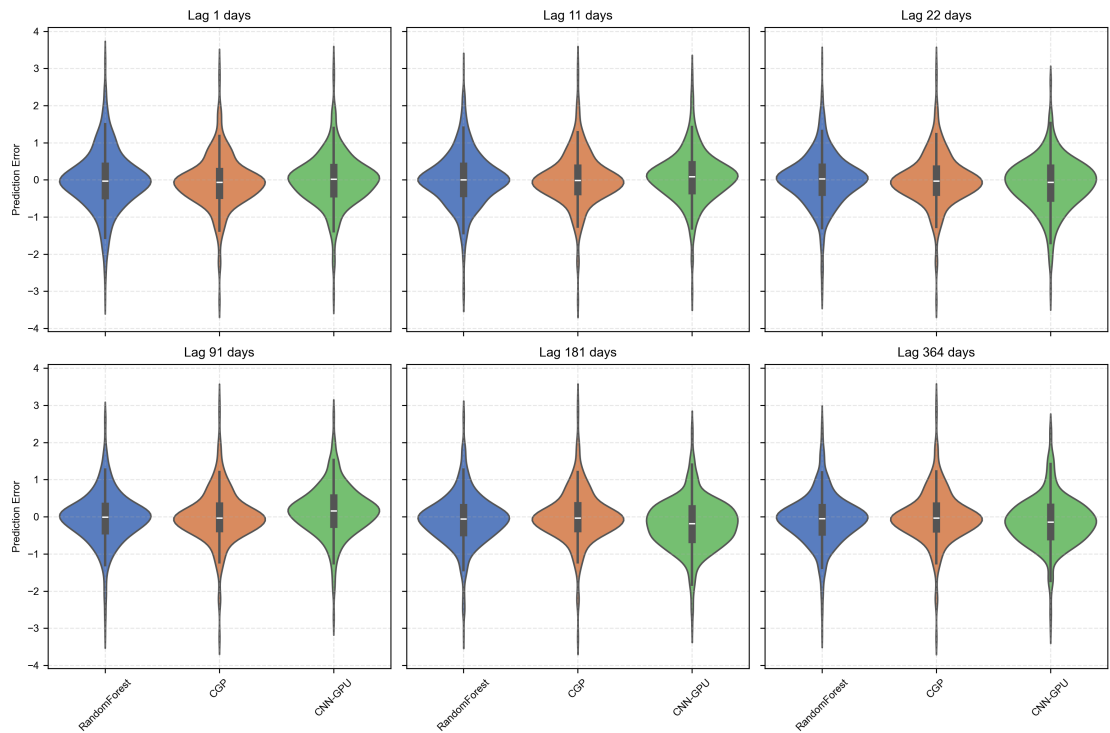 Lag 1 days
Lag 11 days
Lag 22 days
Prediction Error
4
3
2
1
0
−1
−2
−3
−4
Lag 91 days
Lag 181 days
Lag 364 days
Prediction Error
4
3
2
1
0
−1
−2
−3
−4
RandomForest
CGP
CNN-GPU
RandomForest
CGP
CNN-GPU
RandomForest
CGP
CNN-GPU